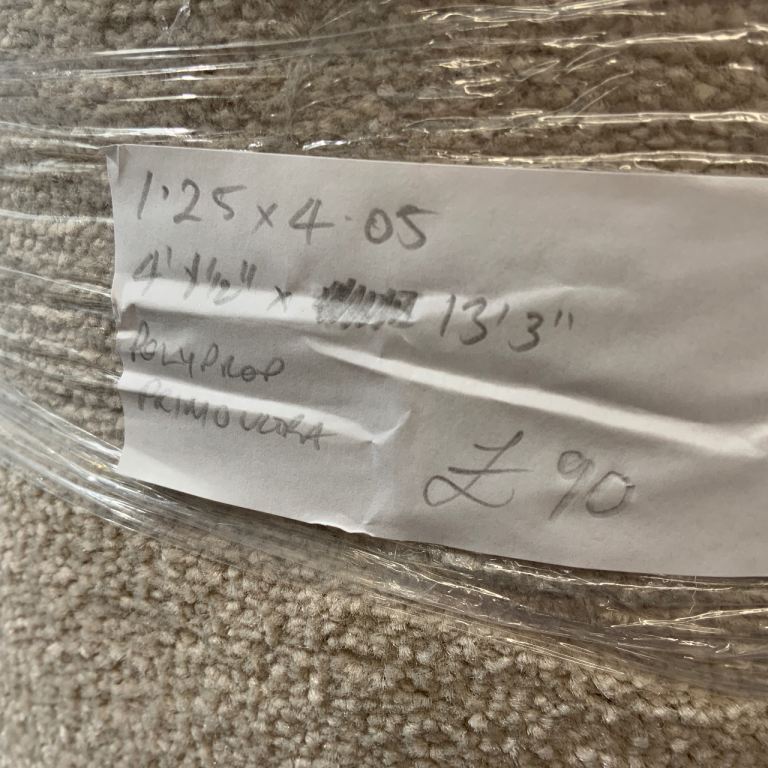 1.25 x 4.05
4' 1½" x 13'3"
POLYPROP
PRIMO ULTRA
£90